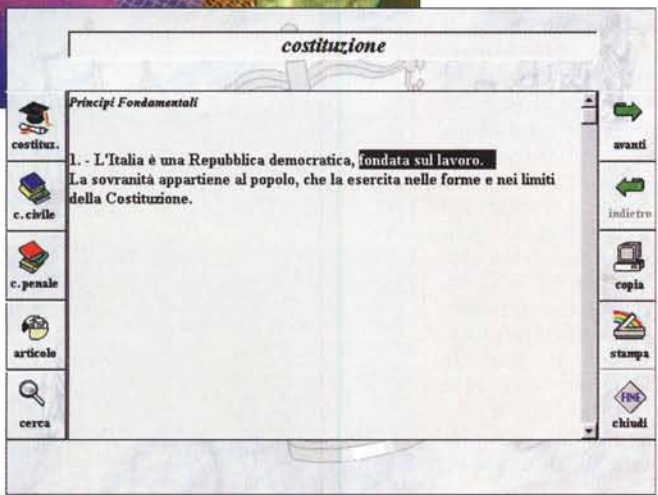 costituzione
Principi Fondamentali
1. - L'Italia è una Repubblica democratica, fondata sul lavoro.
La sovranità appartiene al popolo, che la esercita nelle forme e nei limiti
della Costituzione.
costituz.
c.civile
c.penale
articolo
cerca
avanti
indietro
copia
stampa
FINE
chiudi